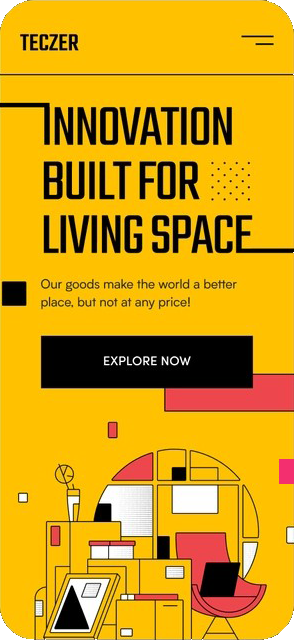 TECZER
INNOVATION
BUILT FOR
LIVING SPACE
Our goods make the world a better
place, but not at any price!
EXPLORE NOW